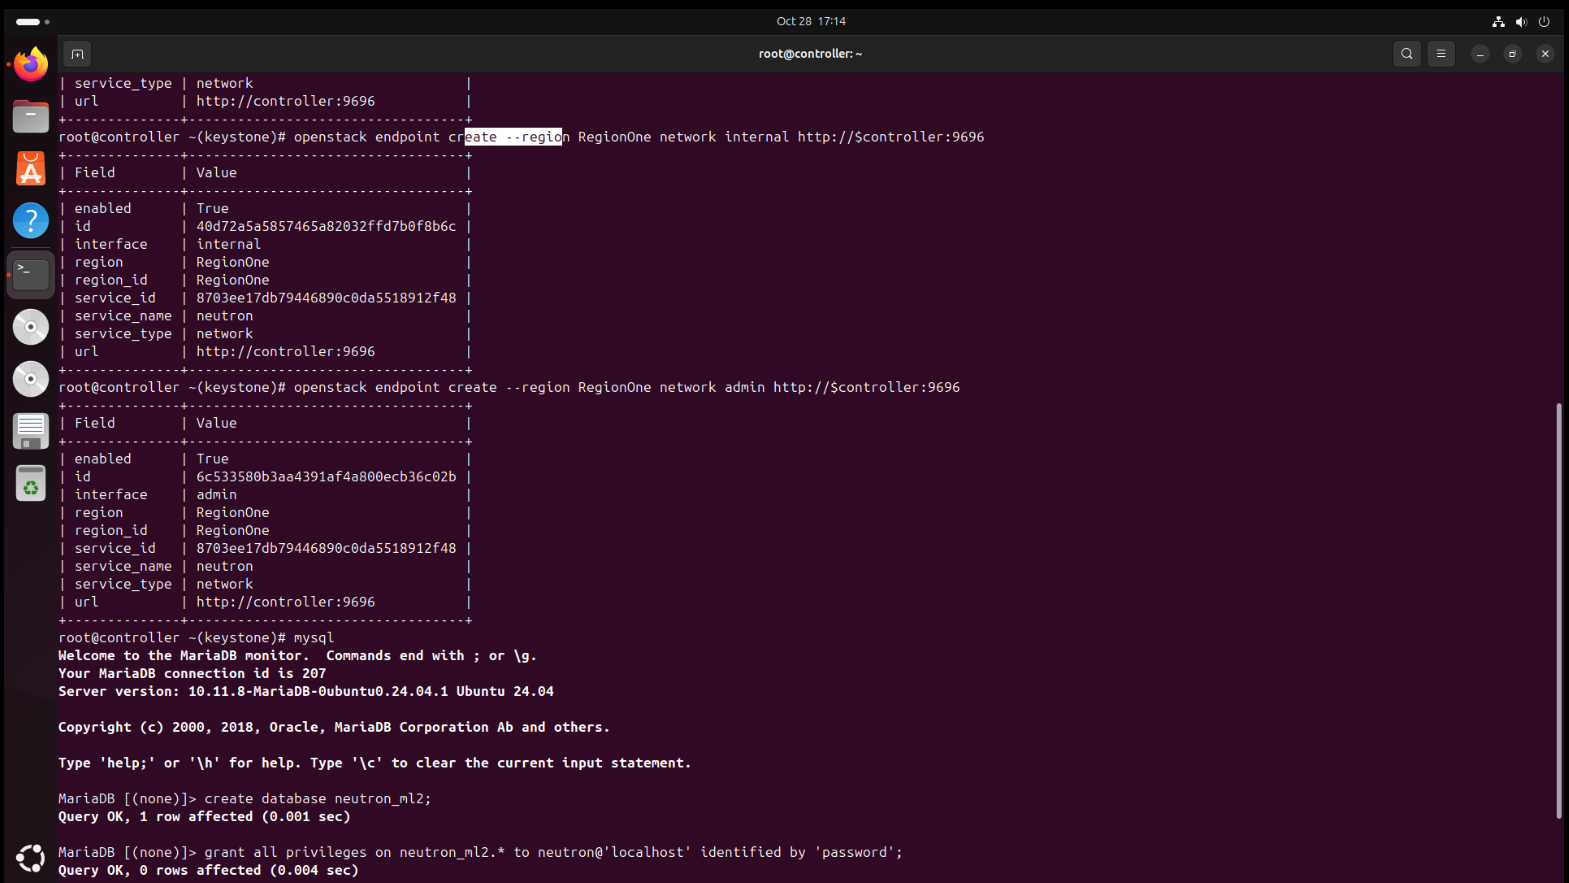 Oct 28 17:14
root@controller: ~
| service_type | network |
| url | http://controller:9696 |
+--------------+----------------------------------+
root@controller ~(keystone)# openstack endpoint create --region RegionOne network internal http://$controller:9696
+--------------+----------------------------------+
| Field | Value |
+--------------+----------------------------------+
| enabled | True |
| id | 40d72a5a5857465a82032ffd7b0f8b6c |
| interface | internal |
| region | RegionOne |
| region_id | RegionOne |
| service_id | 8703ee17db79446890c0da5518912f48 |
| service_name | neutron |
| service_type | network |
| url | http://controller:9696 |
+--------------+----------------------------------+
root@controller ~(keystone)# openstack endpoint create --region RegionOne network admin http://$controller:9696
+--------------+----------------------------------+
| Field | Value |
+--------------+----------------------------------+
| enabled | True |
| id | 6c533580b3aa4391af4a800ecb36c02b |
| interface | admin |
| region | RegionOne |
| region_id | RegionOne |
| service_id | 8703ee17db79446890c0da5518912f48 |
| service_name | neutron |
| service_type | network |
| url | http://controller:9696 |
+--------------+----------------------------------+
root@controller ~(keystone)# mysql
Welcome to the MariaDB monitor.  Commands end with ; or \g.
Your MariaDB connection id is 207
Server version: 10.11.8-MariaDB-0ubuntu0.24.04.1 Ubuntu 24.04
Copyright (c) 2000, 2018, Oracle, MariaDB Corporation Ab and others.
Type 'help;' or '\h' for help. Type '\c' to clear the current input statement.
MariaDB [(none)]> create database neutron_ml2;
Query OK, 1 row affected (0.001 sec)
MariaDB [(none)]> grant all privileges on neutron_ml2.* to neutron@'localhost' identified by 'password';
Query OK, 0 rows affected (0.004 sec)